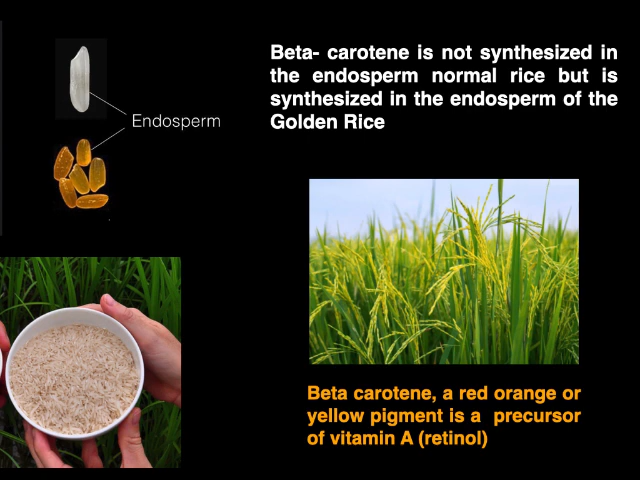 Beta- carotene is not synthesized in
the endosperm normal rice but is
synthesized in the endosperm of the
Golden Rice
Endosperm
Beta carotene, a red orange or
yellow pigment is a precursor
of vitamin A (retinol)